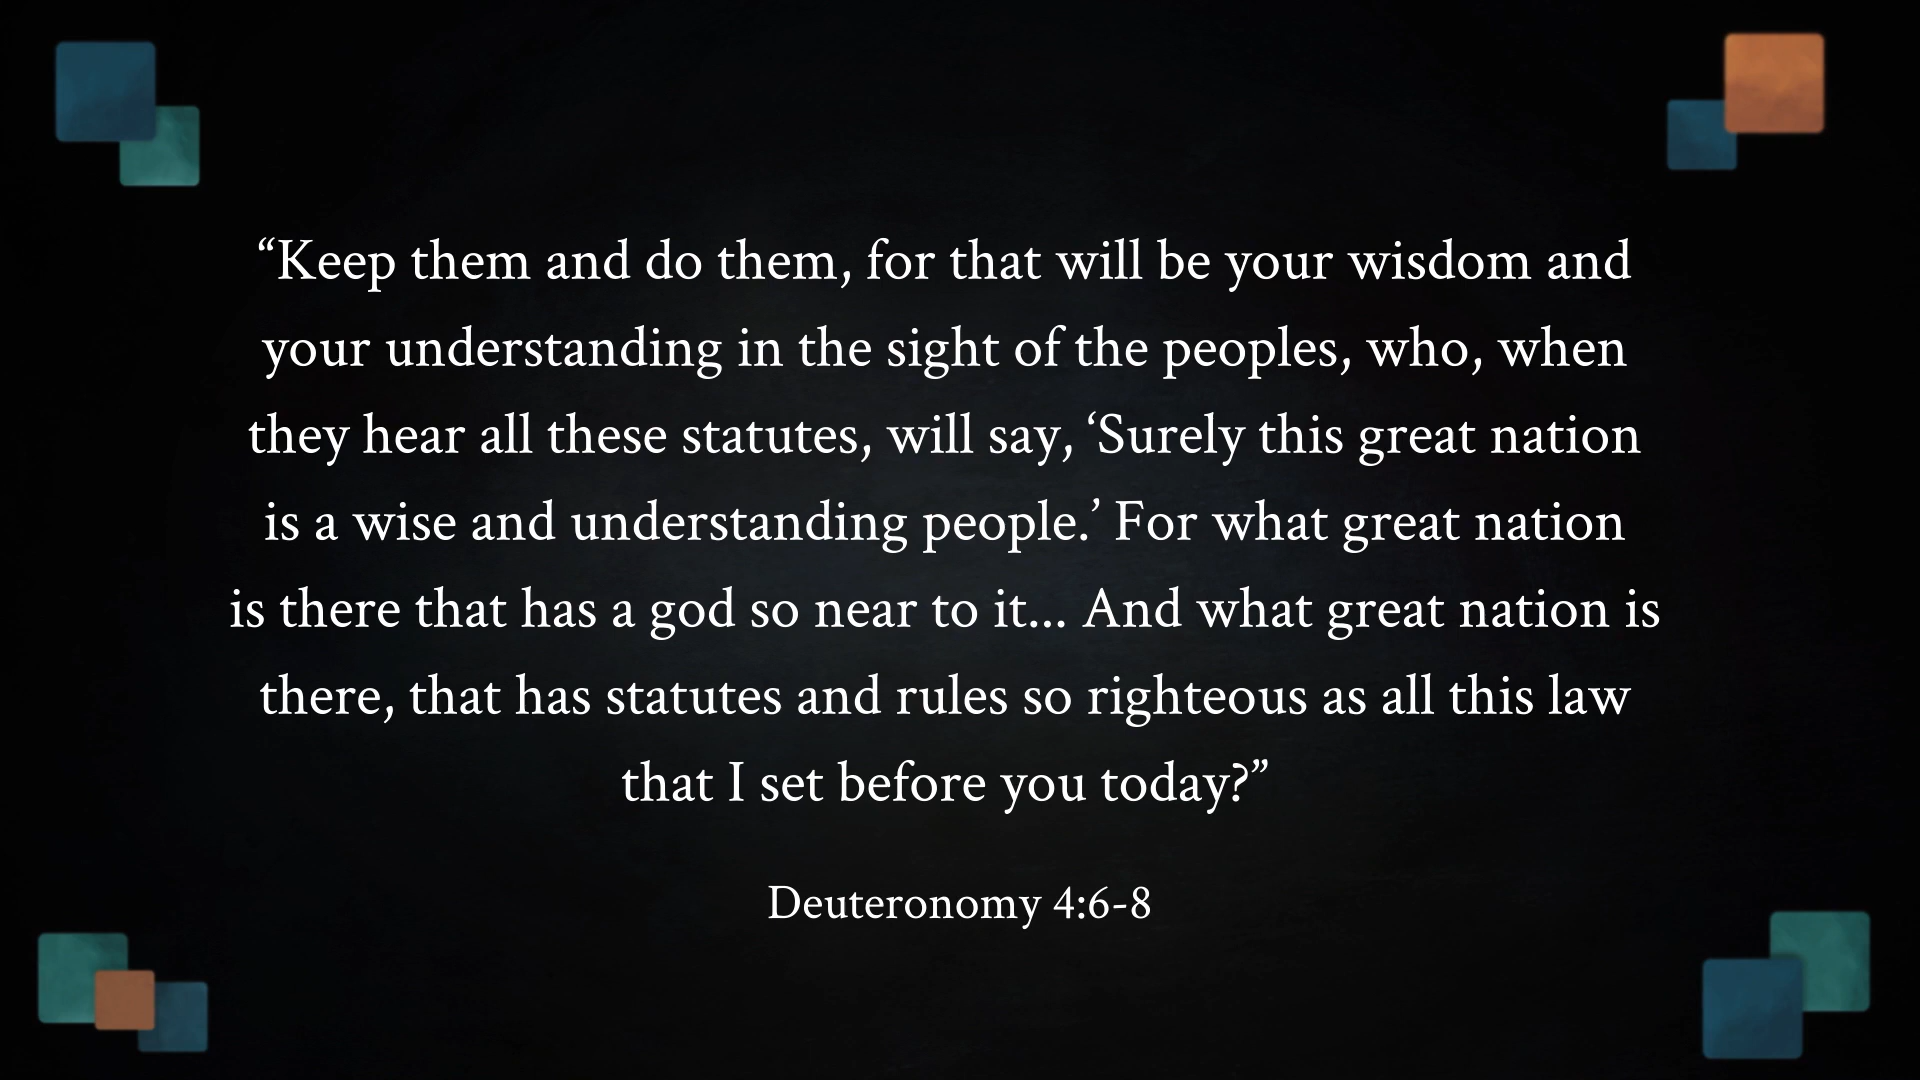 “Keep them and do them, for that will be your wisdom and
your understanding in the sight of the peoples, who, when
they hear all these statutes, will say, ‘Surely this great nation
is a wise and understanding people.’ For what great nation
is there that has a god so near to it... And what great nation is
there, that has statutes and rules so righteous as all this law
that I set before you today?”
Deuteronomy 4:6-8